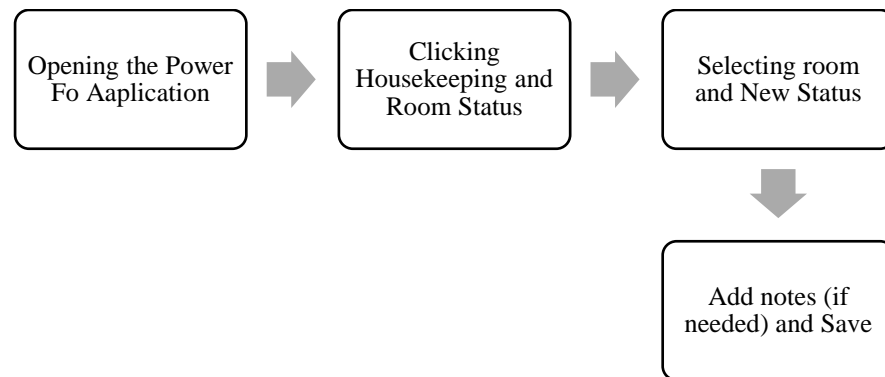 Opening the Power
Fo Aaplication
Clicking
Housekeeping and
Room Status
Selecting room
and New Status
Add notes (if
needed) and Save